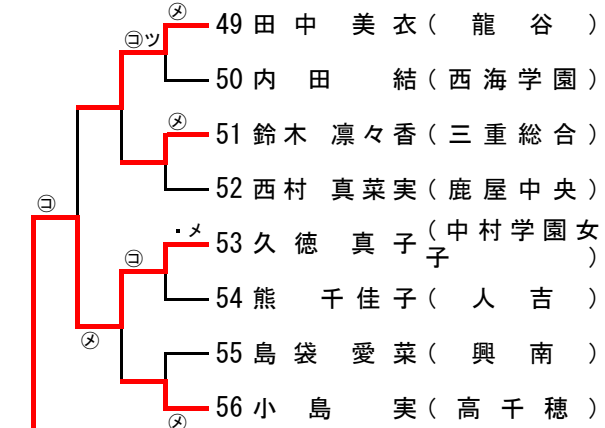 ㋱
49 田中 美衣（龍谷）
㋙ツ
50 内田 結（西海学園）
㋱
51 鈴木 凛々香（三重総合）
52 西村 真菜実（鹿屋中央）
㋙
・メ
53 久徳 真子（中村学園女子）
㋙
54 熊 千佳子（人吉）
㋱
55 島袋 愛菜（興南）
56 小島 実（高千穂）
㋱